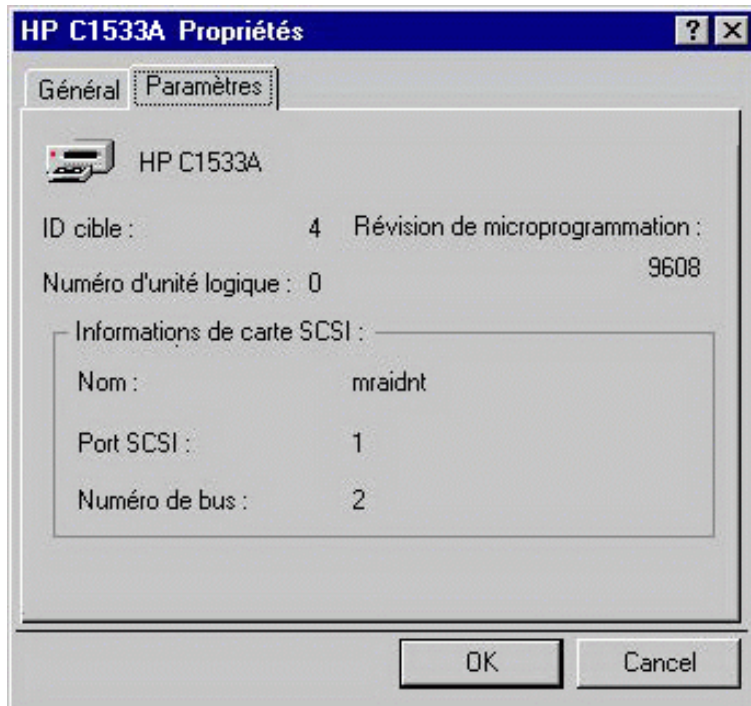 HP C1533A Propriétés
Général Paramètres
HP C1533A
ID cible : 4 Révision de microprogrammation :
9608
Numéro d'unité logique : 0
Informations de carte SCSI :
Nom : mraidnt
Port SCSI : 1
Numéro de bus : 2
OK Cancel